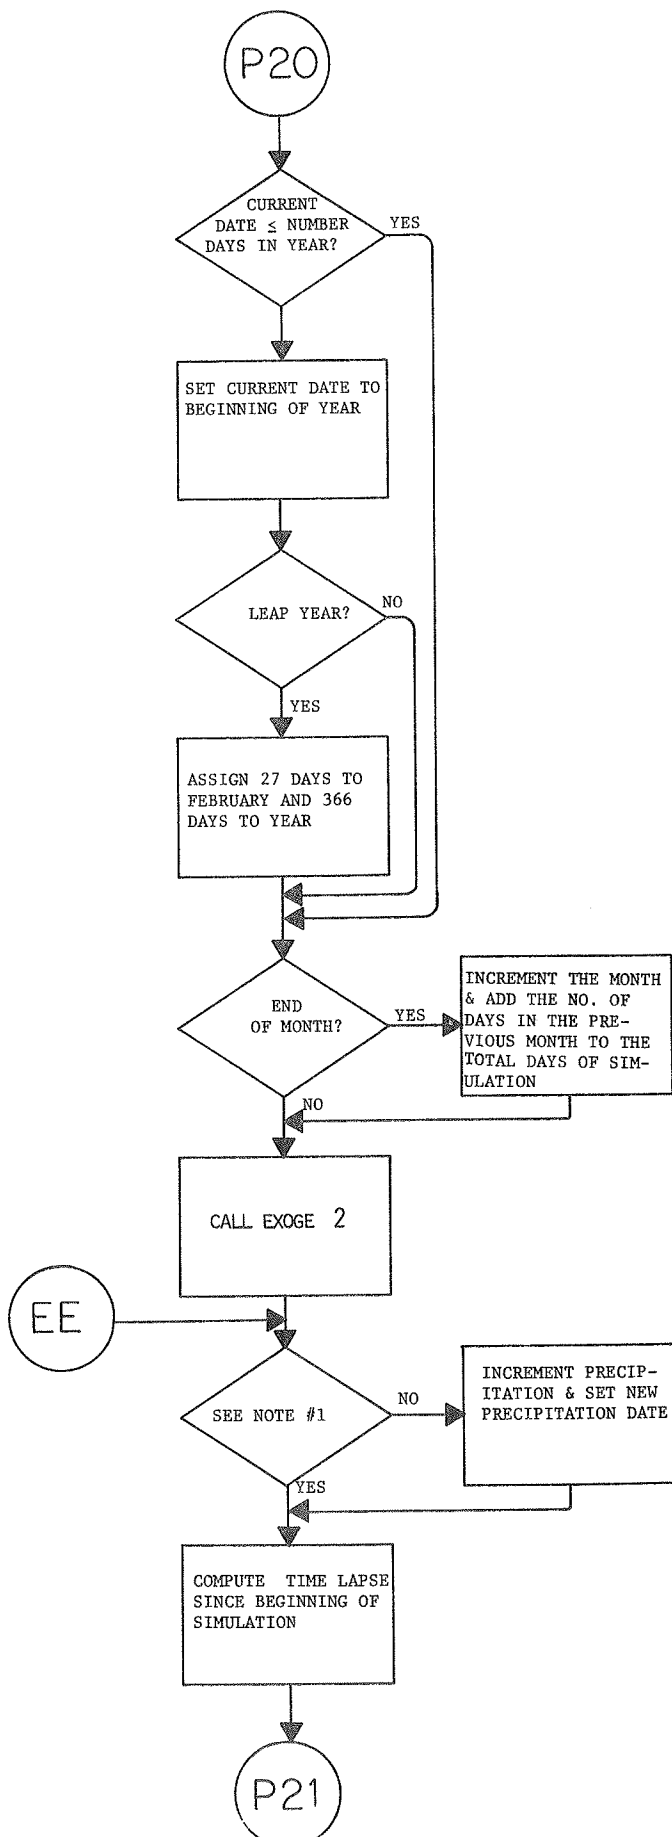 P20
CURRENT
DATE ≤ NUMBER
DAYS IN YEAR?
YES
SET CURRENT DATE TO
BEGINNING OF YEAR
LEAP YEAR?
NO
YES
ASSIGN 27 DAYS TO
FEBRUARY AND 366
DAYS TO YEAR
END
OF MONTH?
YES
INCREMENT THE MONTH
& ADD THE NO. OF
DAYS IN THE PRE-
VIOUS MONTH TO THE
TOTAL DAYS OF SIM-
ULATION
NO
CALL EXOGE 2
EE
SEE NOTE #1
NO
INCREMENT PRECIP-
ITATION & SET NEW
PRECIPITATION DATE
YES
COMPUTE TIME LAPSE
SINCE BEGINNING OF
SIMULATION
P21